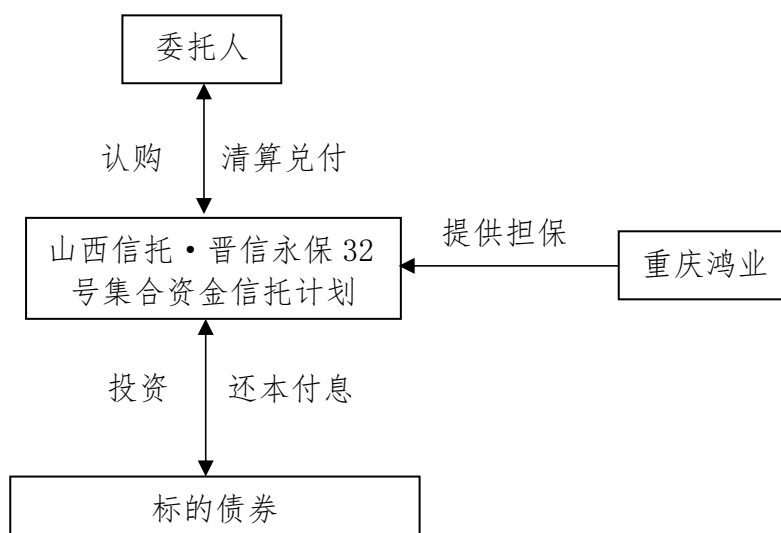 委托人
认购 清算兑付
山西信托·晋信永保 32
号集合资金信托计划
提供担保
重庆鸿业
投资 还本付息
标的债券